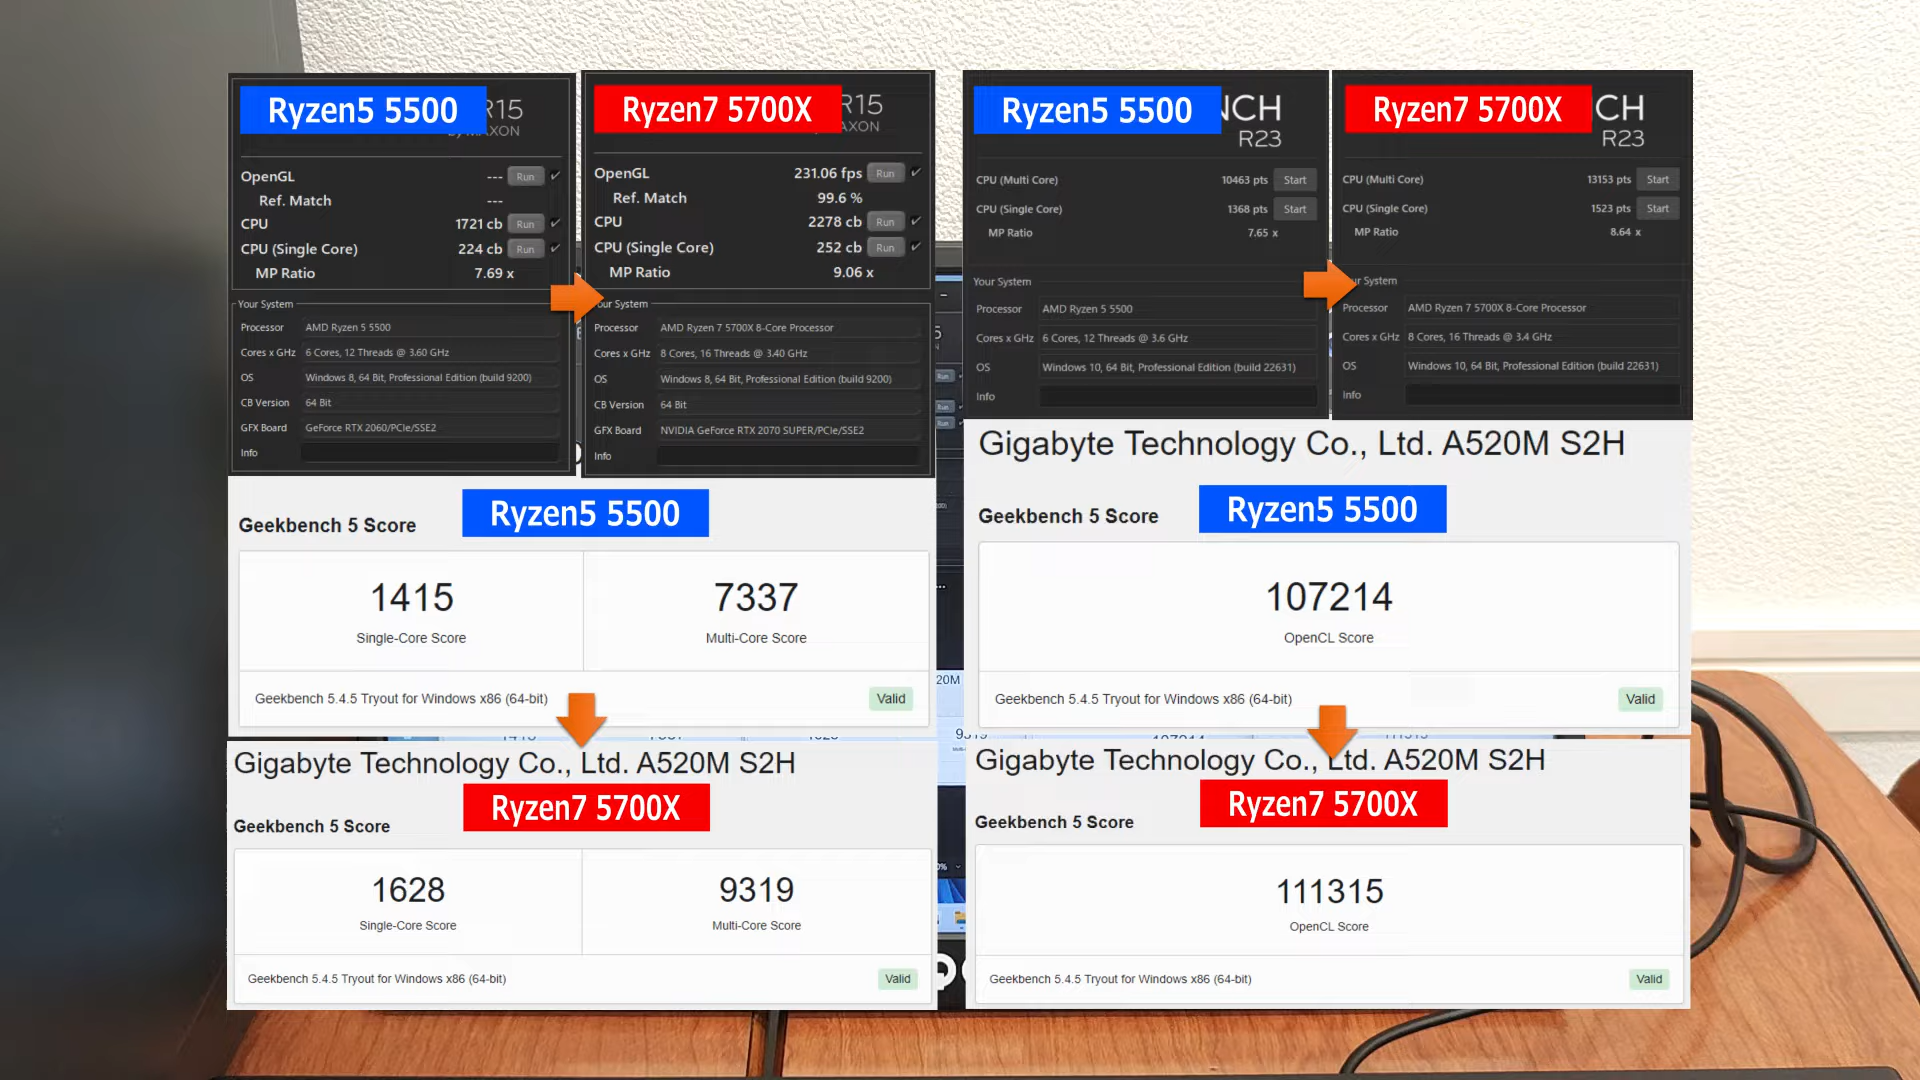 Ryzen5 5500
R15
MAXON
OpenGL --- Run
Ref. Match ---
CPU 1721 cb Run
CPU (Single Core) 224 cb Run
MP Ratio 7.69 x
Your System
Processor AMD Ryzen 5 5500
Cores x GHz 6 Cores, 12 Threads @ 3.60 GHz
OS Windows 8, 64 Bit, Professional Edition (build 9200)
CB Version 64 Bit
GFX Board GeForce RTX 2060/PCIe/SSE2
Info
Ryzen7 5700X
R15
AXON
OpenGL 231.06 fps Run
Ref. Match 99.6 %
CPU 2278 cb Run
CPU (Single Core) 252 cb Run
MP Ratio 9.06 x
our System
Processor AMD Ryzen 7 5700X 8-Core Processor
Cores x GHz 8 Cores, 16 Threads @ 3.40 GHz
OS Windows 8, 64 Bit, Professional Edition (build 9200)
CB Version 64 Bit
GFX Board NVIDIA GeForce RTX 2070 SUPER/PCIe/SSE2
Info
Ryzen5 5500
NCH
R23
CPU (Multi Core) 10463 pts Start
CPU (Single Core) 1368 pts Start
MP Ratio 7.65 x
Your System
Processor AMD Ryzen 5 5500
Cores x GHz 6 Cores, 12 Threads @ 3.6 GHz
OS Windows 10, 64 Bit, Professional Edition (build 22631)
Info
Ryzen7 5700X
CH
R23
CPU (Multi Core) 13153 pts Start
CPU (Single Core) 1523 pts Start
MP Ratio 8.64 x
ur System
Processor AMD Ryzen 7 5700X 8-Core Processor
Cores x GHz 8 Cores, 16 Threads @ 3.4 GHz
OS Windows 10, 64 Bit, Professional Edition (build 22631)
Info
Geekbench 5 Score
Ryzen5 5500
1415 7337
Single-Core Score Multi-Core Score
Geekbench 5.4.5 Tryout for Windows x86 (64-bit) Valid
Gigabyte Technology Co., Ltd. A520M S2H
Ryzen7 5700X
Geekbench 5 Score
1628 9319
Single-Core Score Multi-Core Score
Geekbench 5.4.5 Tryout for Windows x86 (64-bit) Valid
Gigabyte Technology Co., Ltd. A520M S2H
Geekbench 5 Score
Ryzen5 5500
107214
OpenCL Score
Geekbench 5.4.5 Tryout for Windows x86 (64-bit) Valid
Gigabyte Technology Co., Ltd. A520M S2H
Ryzen7 5700X
Geekbench 5 Score
111315
OpenCL Score
Geekbench 5.4.5 Tryout for Windows x86 (64-bit) Valid
20M